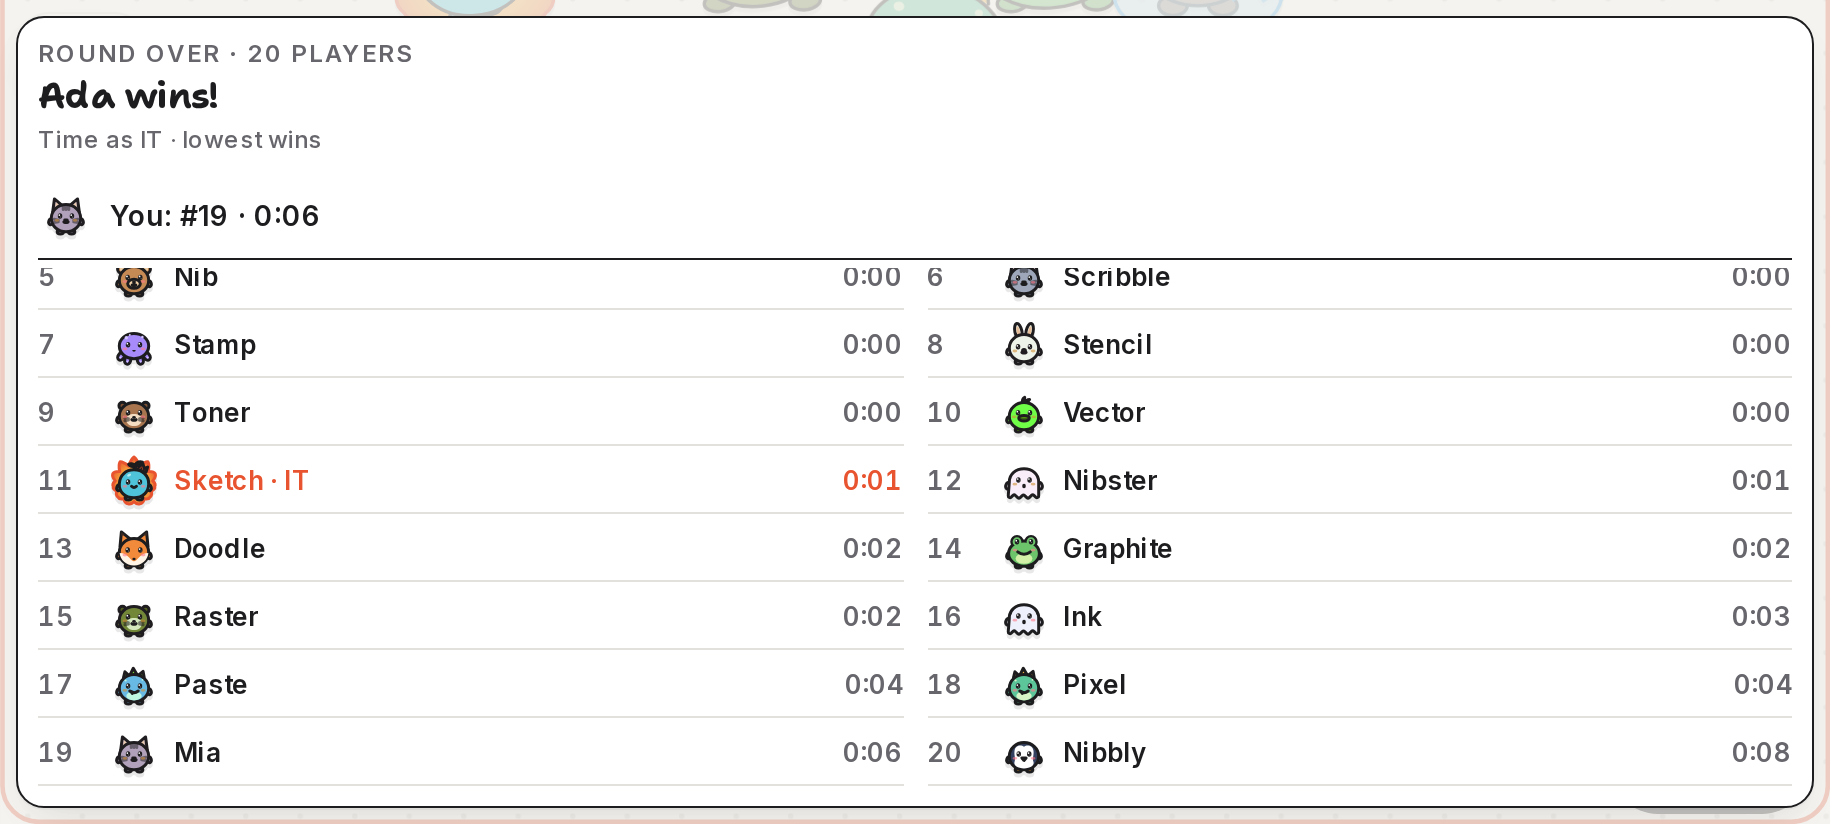 ROUND OVER · 20 PLAYERS
Ada wins!
Time as IT · lowest wins
You: #19 · 0:06
5 Nib 0:00 6 Scribble 0:00
7 Stamp 0:00 8 Stencil 0:00
9 Toner 0:00 10 Vector 0:00
11 Sketch · IT 0:01 12 Nibster 0:01
13 Doodle 0:02 14 Graphite 0:02
15 Raster 0:02 16 Ink 0:03
17 Paste 0:04 18 Pixel 0:04
19 Mia 0:06 20 Nibbly 0:08